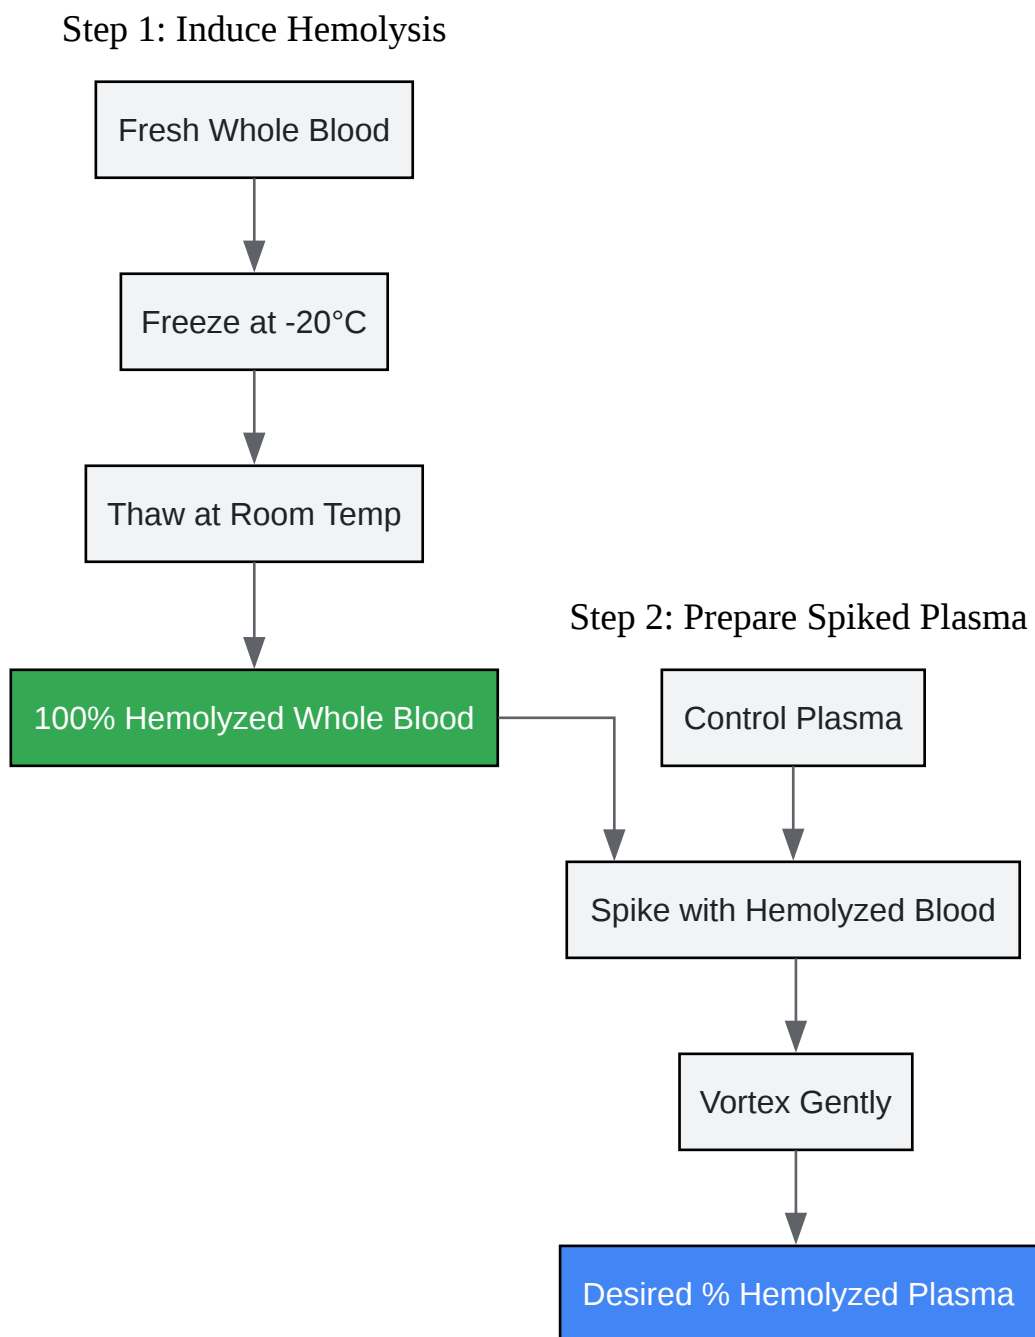 Step 1: Induce Hemolysis
Fresh Whole Blood
Freeze at -20°C
Thaw at Room Temp
100% Hemolyzed Whole Blood
Step 2: Prepare Spiked Plasma
Control Plasma
Spike with Hemolyzed Blood
Vortex Gently
Desired % Hemolyzed Plasma